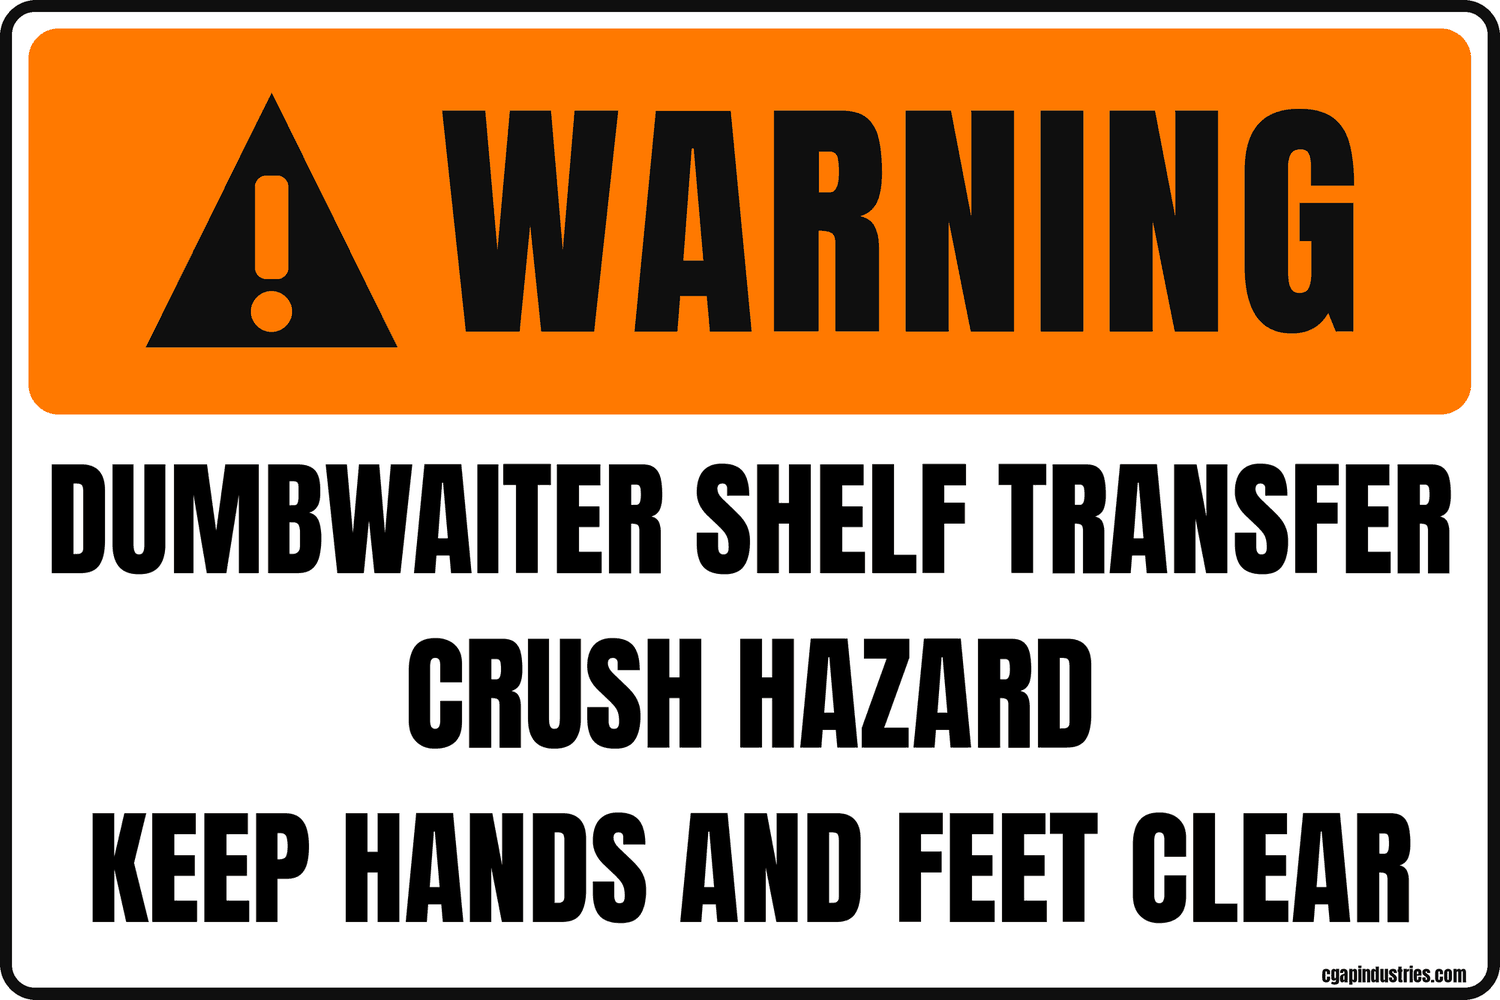 WARNING
DUMBWAITER SHELF TRANSFER
CRUSH HAZARD
KEEP HANDS AND FEET CLEAR
cgapindustries.com